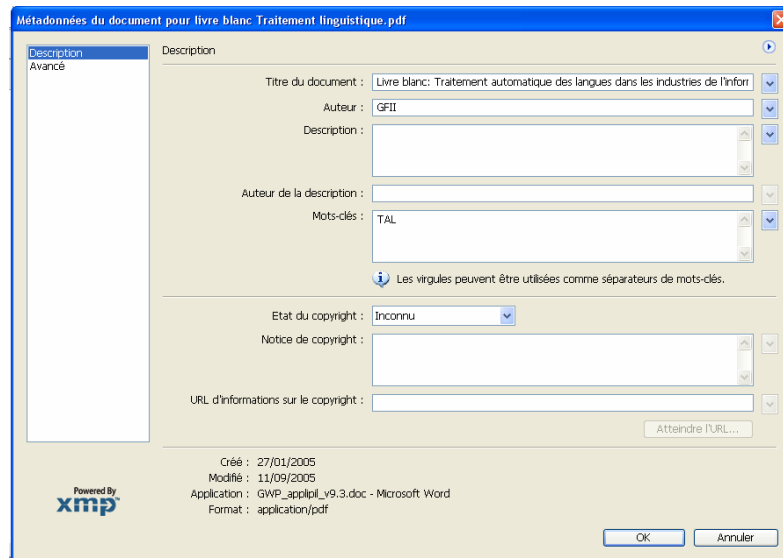 Métadonnées du document pour livre blanc Traitement linguistique.pdf
Description
Avancé
Description
Titre du document : Livre blanc: Traitement automatique des langues dans les industries de l'inforr
Auteur : GFII
Description :
Auteur de la description :
Mots-clés : TAL
Les virgules peuvent être utilisées comme séparateurs de mots-clés.
Etat du copyright : Inconnu
Notice de copyright :
URL d'informations sur le copyright :
Atteindre l'URL...
Créé : 27/01/2005
Modifié : 11/09/2005
Application : GWP_applipil_v9.3.doc - Microsoft Word
Format : application/pdf
Powered By
xmp™
OK Annuler